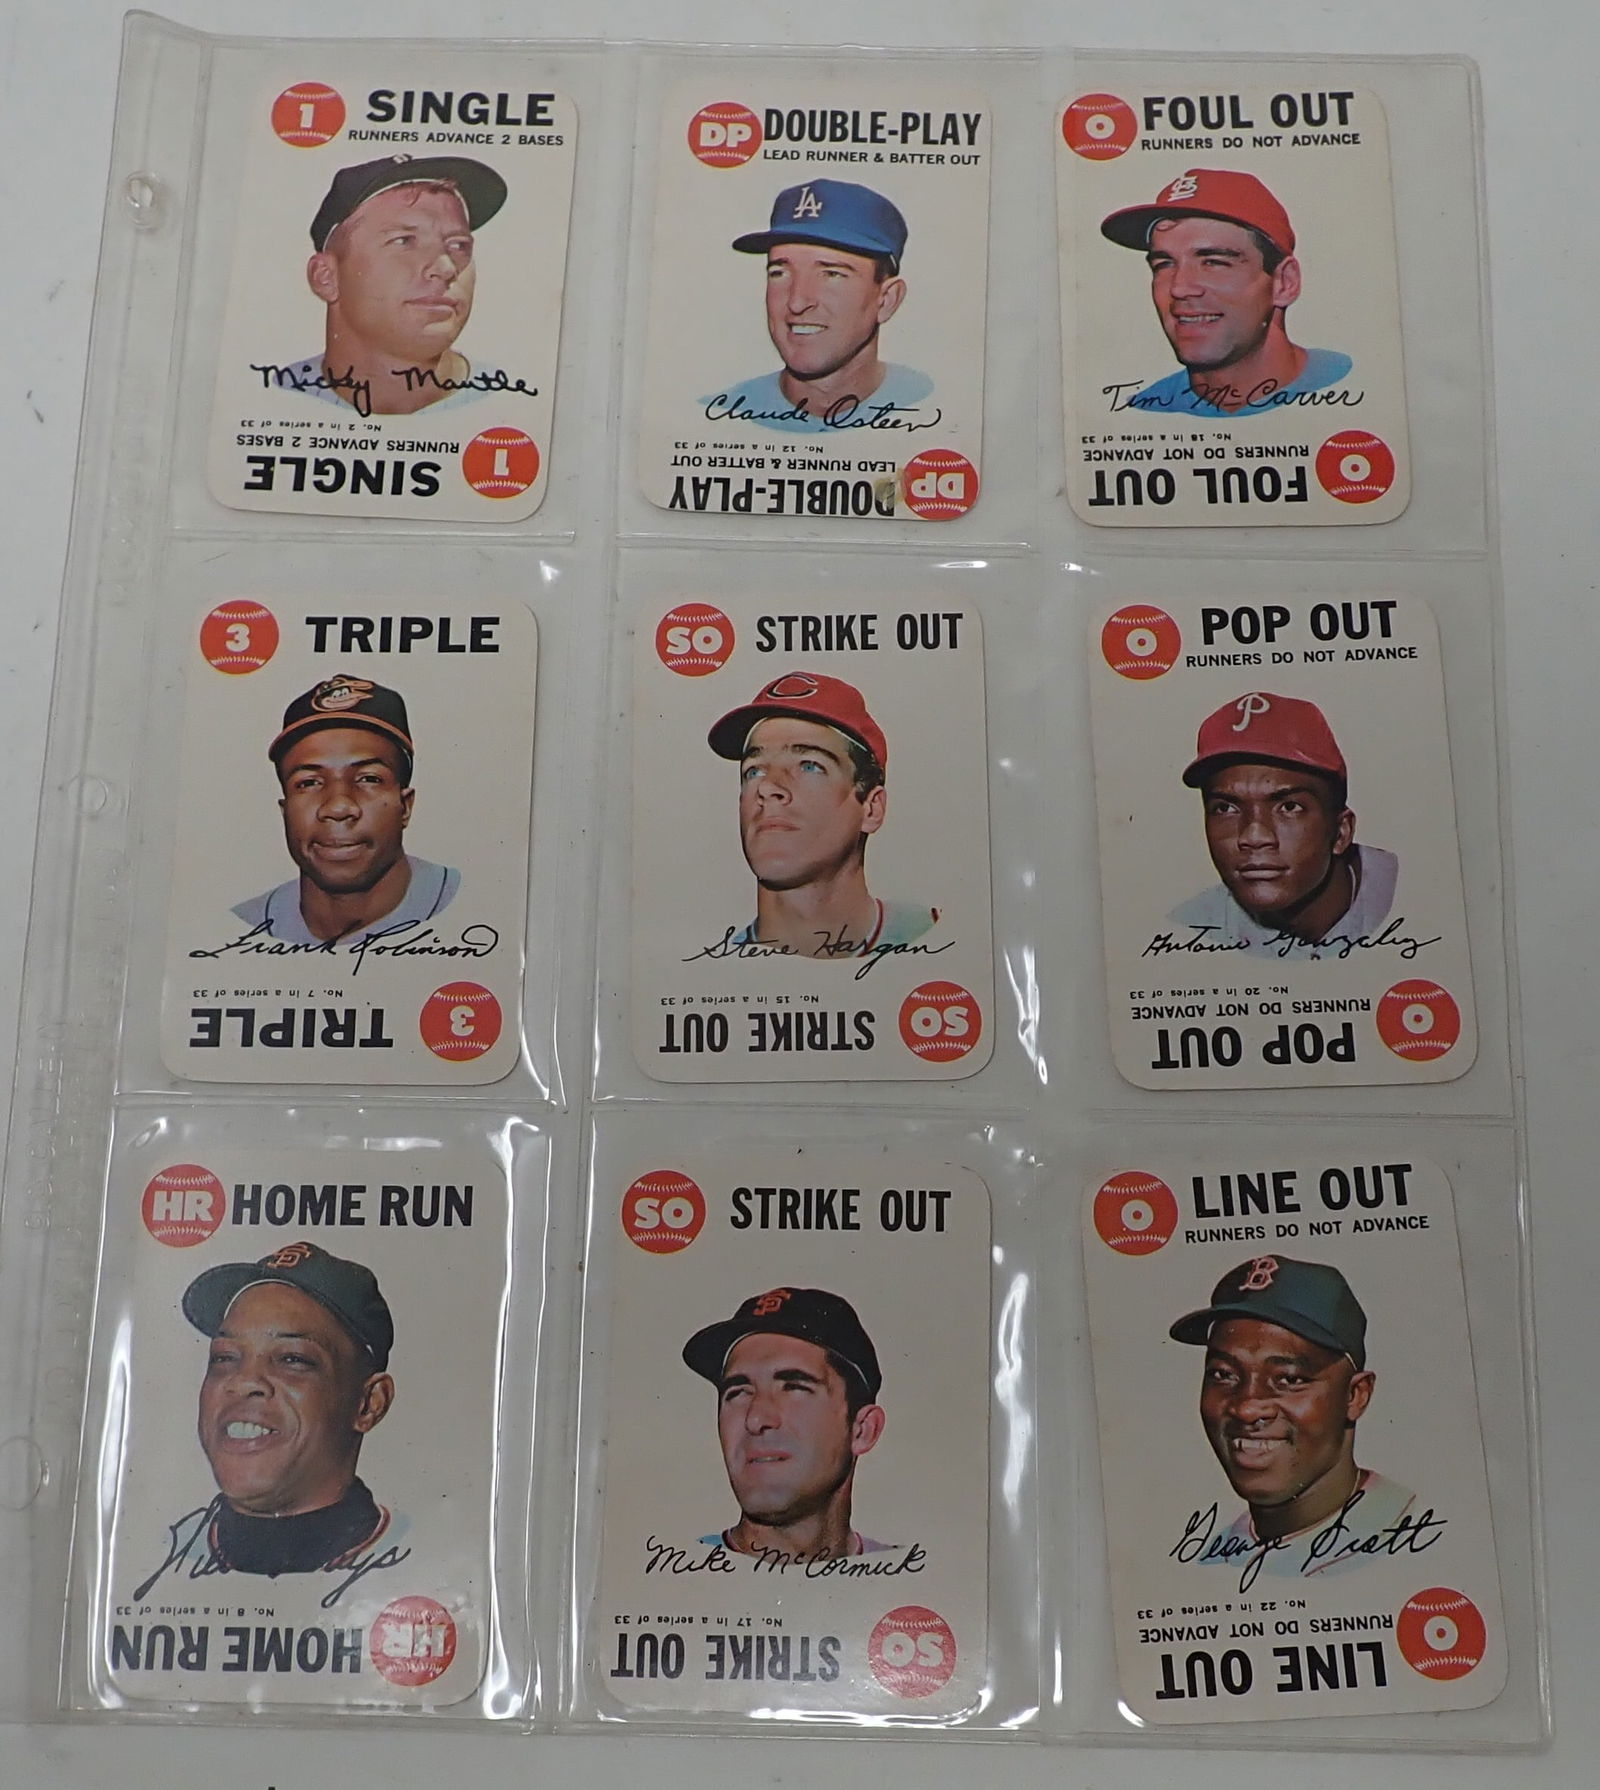 1 SINGLE
RUNNERS ADVANCE 2 BASES
Mickey Mantle
No. 2 in a series of 33
RUNNERS ADVANCE 2 BASES
1 SINGLE
DP DOUBLE-PLAY
LEAD RUNNER & BATTER OUT
LA
Claude Osteen
No. 12 in a series of 33
LEAD RUNNER & BATTER OUT
DP DOUBLE-PLAY
O FOUL OUT
RUNNERS DO NOT ADVANCE
STL
Tim McCarver
No. 18 in a series of 33
RUNNERS DO NOT ADVANCE
O FOUL OUT
3 TRIPLE
Frank Robinson
No. 7 in a series of 33
3 TRIPLE
SO STRIKE OUT
C
Steve Hargan
No. 15 in a series of 33
SO STRIKE OUT
O POP OUT
RUNNERS DO NOT ADVANCE
P
Antonio Gonzalez
No. 20 in a series of 33
RUNNERS DO NOT ADVANCE
O POP OUT
HR HOME RUN
SF
No. 8 in a series of 33
HR HOME RUN
SO STRIKE OUT
SF
Mike McCormick
No. 17 in a series of 33
SO STRIKE OUT
O LINE OUT
RUNNERS DO NOT ADVANCE
B
George Scott
No. 22 in a series of 33
RUNNERS DO NOT ADVANCE
O LINE OUT